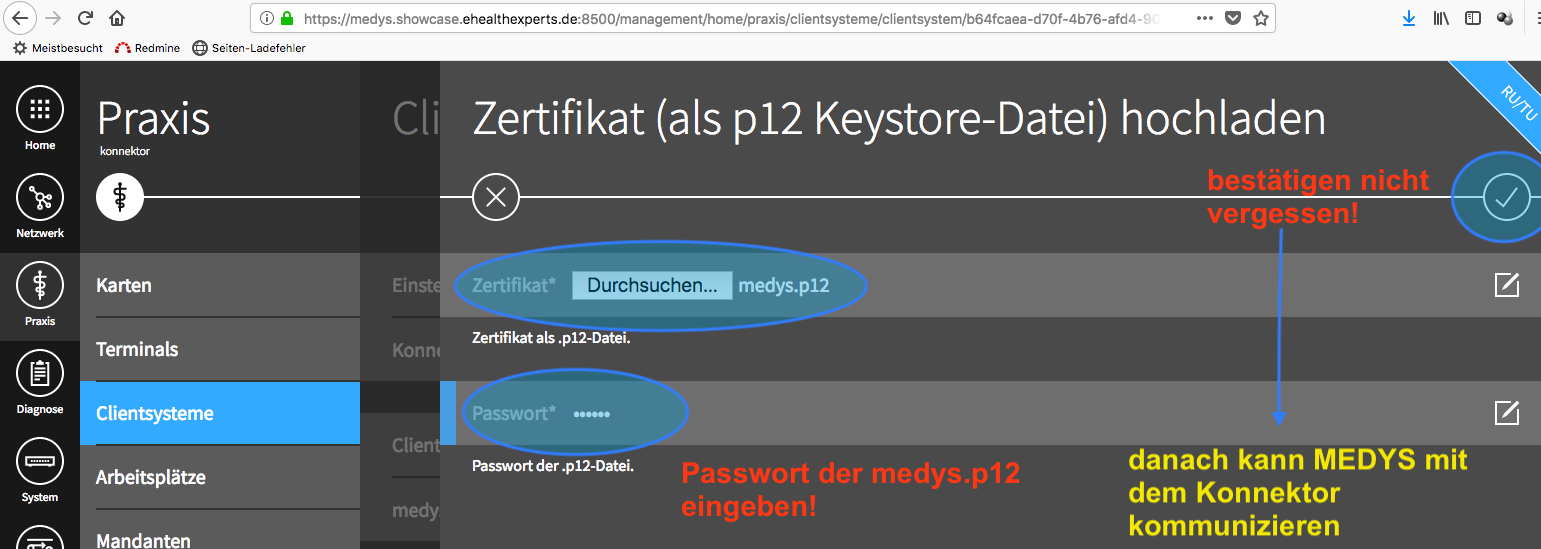 https://medys.showcase.ehealthexperts.de:8500/management/home/praxis/clientsysteme/clientsystem/b64fcaea-d70f-4b76-afd4-90
Meistbesucht Redmine Seiten-Ladefehler
Home
Netzwerk
Praxis
Diagnose
System
Praxis
konnektor
Karten
Terminals
Clientsysteme
Arbeitsplätze
Mandanten
Cli
Einste
Konne
Client
medys
Zertifikat (als p12 Keystore-Datei) hochladen
RU/TU
bestätigen nicht
vergessen!
Zertifikat* Durchsuchen... medys.p12
Zertifikat als .p12-Datei.
Passwort* ••••••
Passwort der .p12-Datei.
Passwort der medys.p12
eingeben!
danach kann MEDYS mit
dem Konnektor
kommunizieren